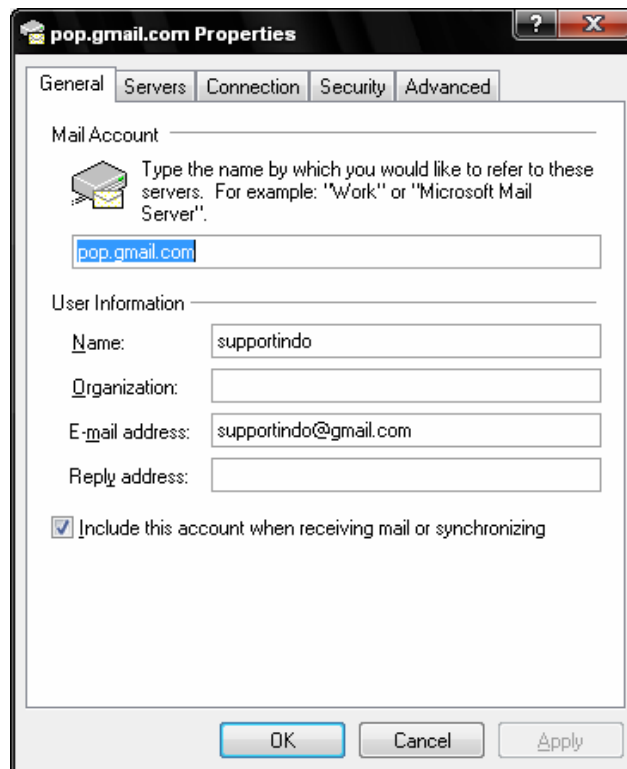 pop.gmail.com Properties
?
X
General Servers Connection Security Advanced
Mail Account
Type the name by which you would like to refer to these
servers. For example: "Work" or "Microsoft Mail
Server".
pop.gmail.com
User Information
Name: supportindo
Organization:
E-mail address: supportindo@gmail.com
Reply address:
Include this account when receiving mail or synchronizing
OK Cancel Apply